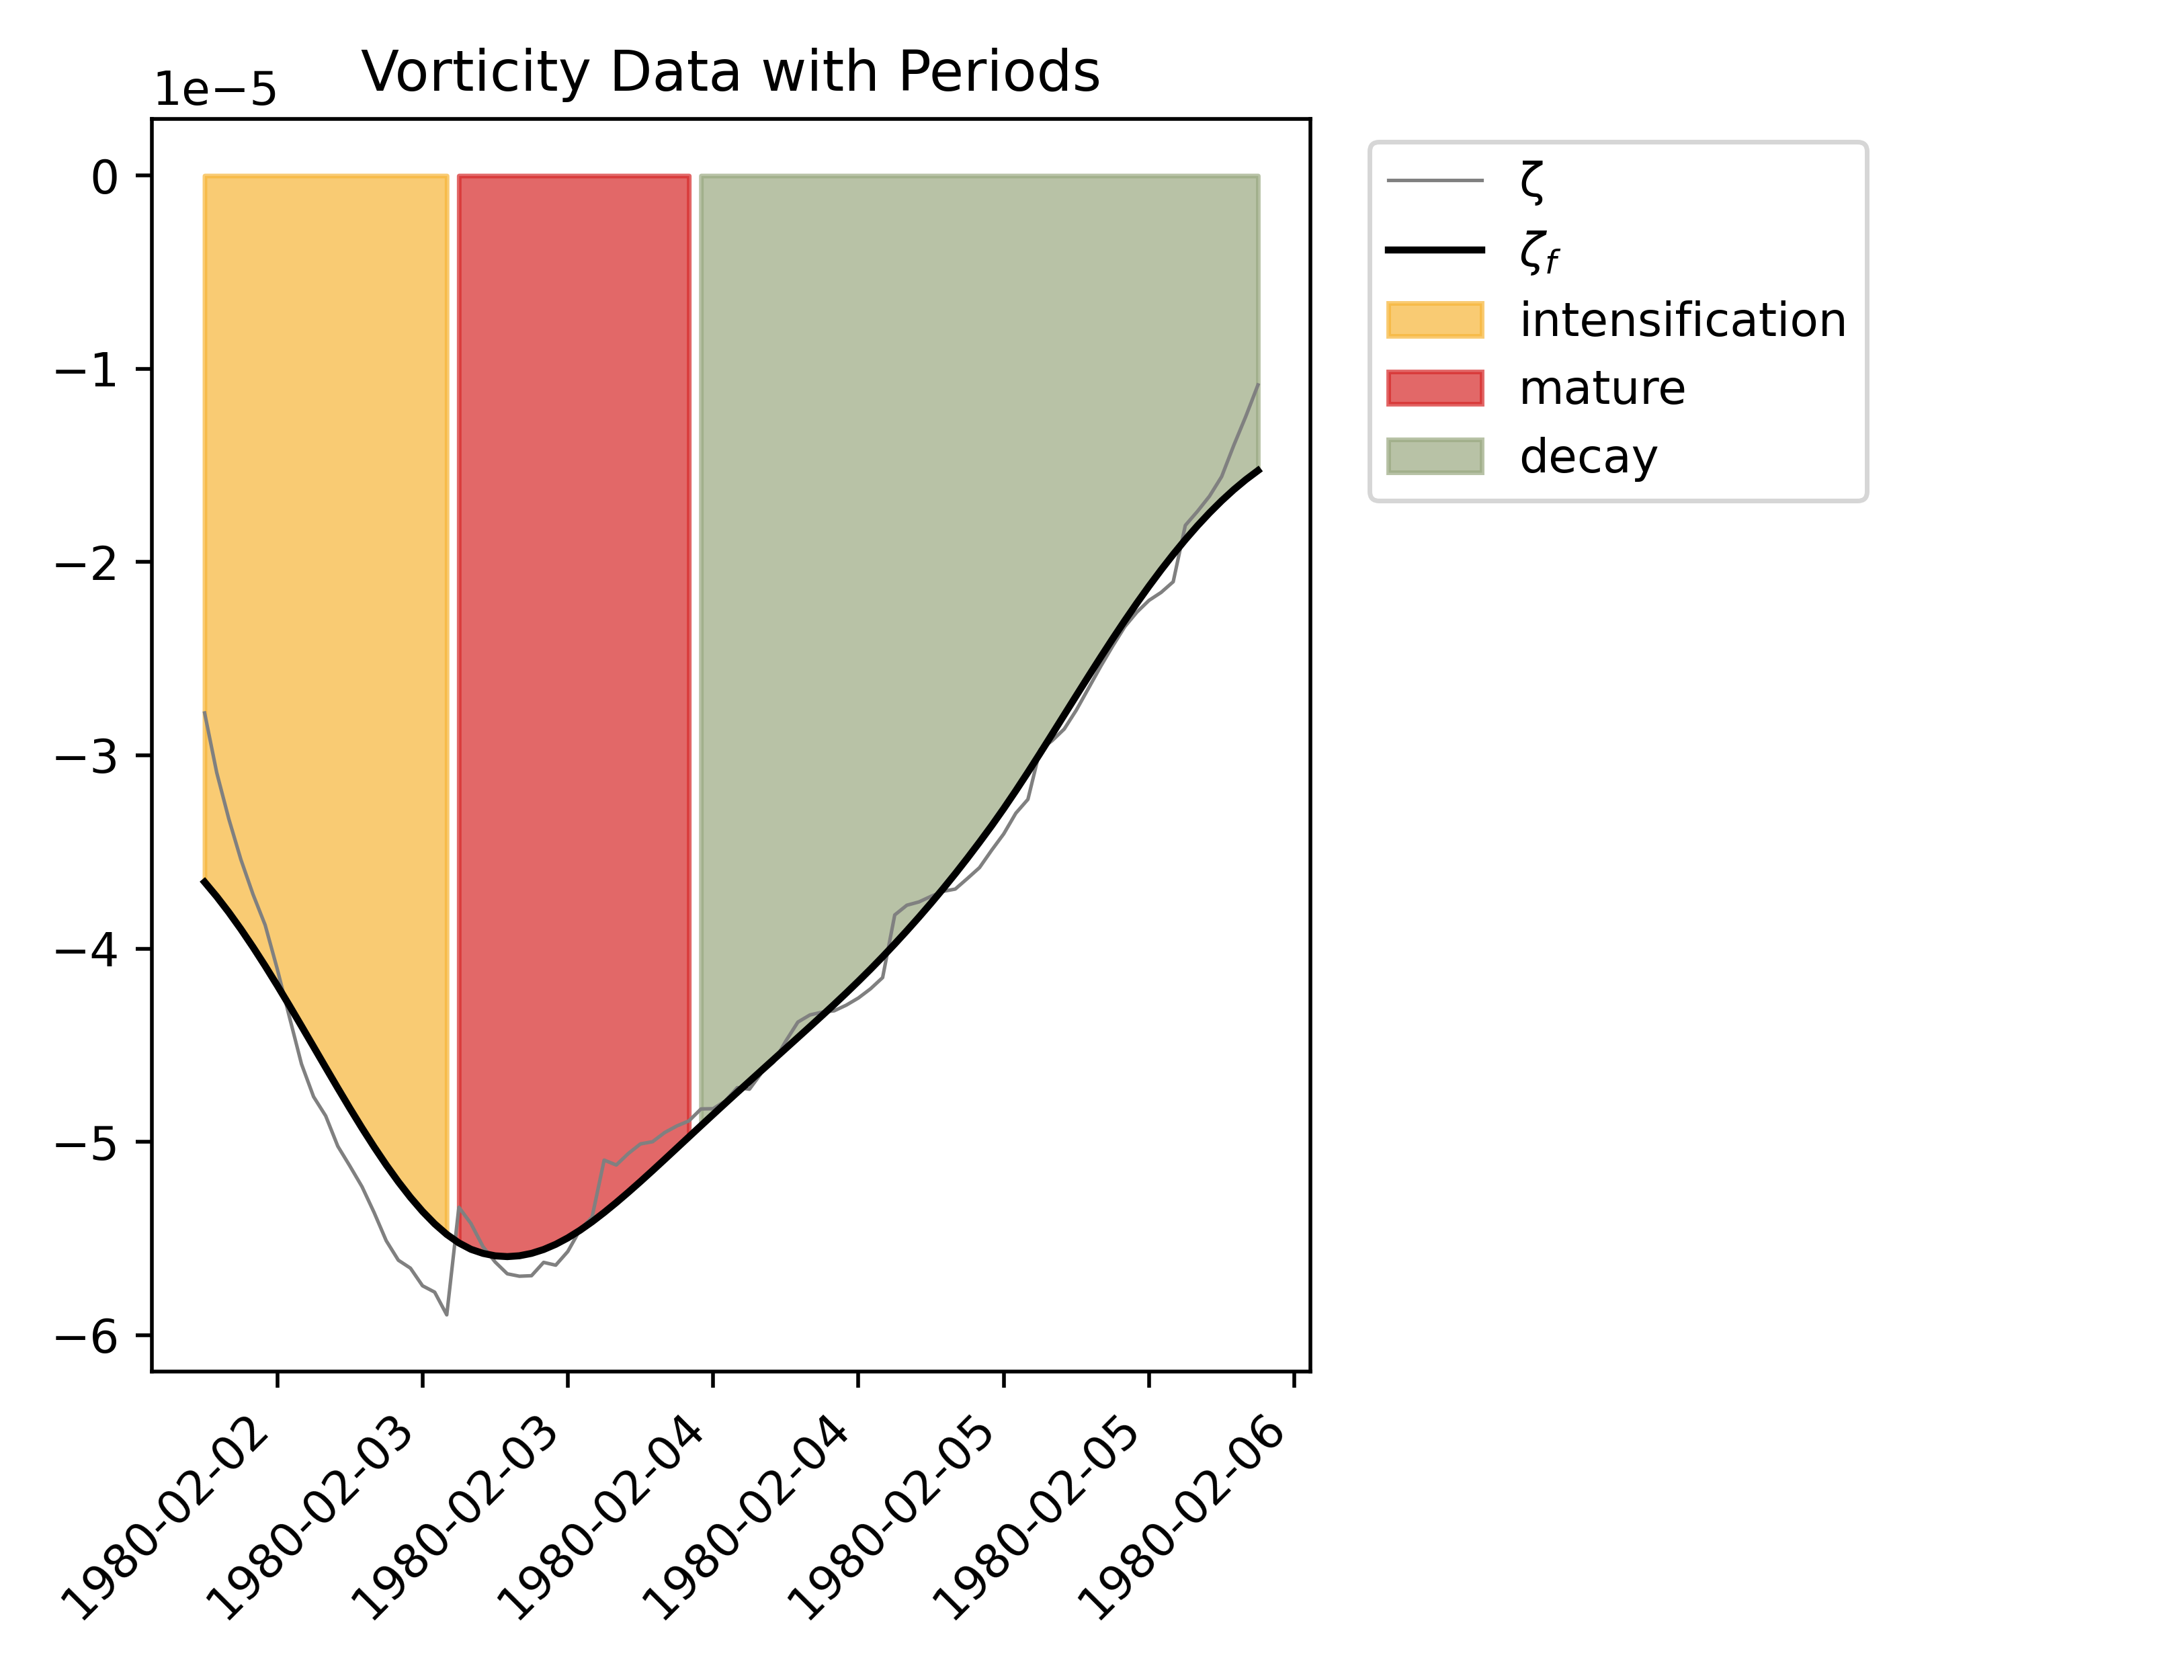 Vorticity Data with Periods
1e−5
0
−1
−2
−3
−4
−5
−6
1980-02-02
1980-02-03
1980-02-03
1980-02-04
1980-02-04
1980-02-05
1980-02-05
1980-02-06
ζ
ζf
intensification
mature
decay